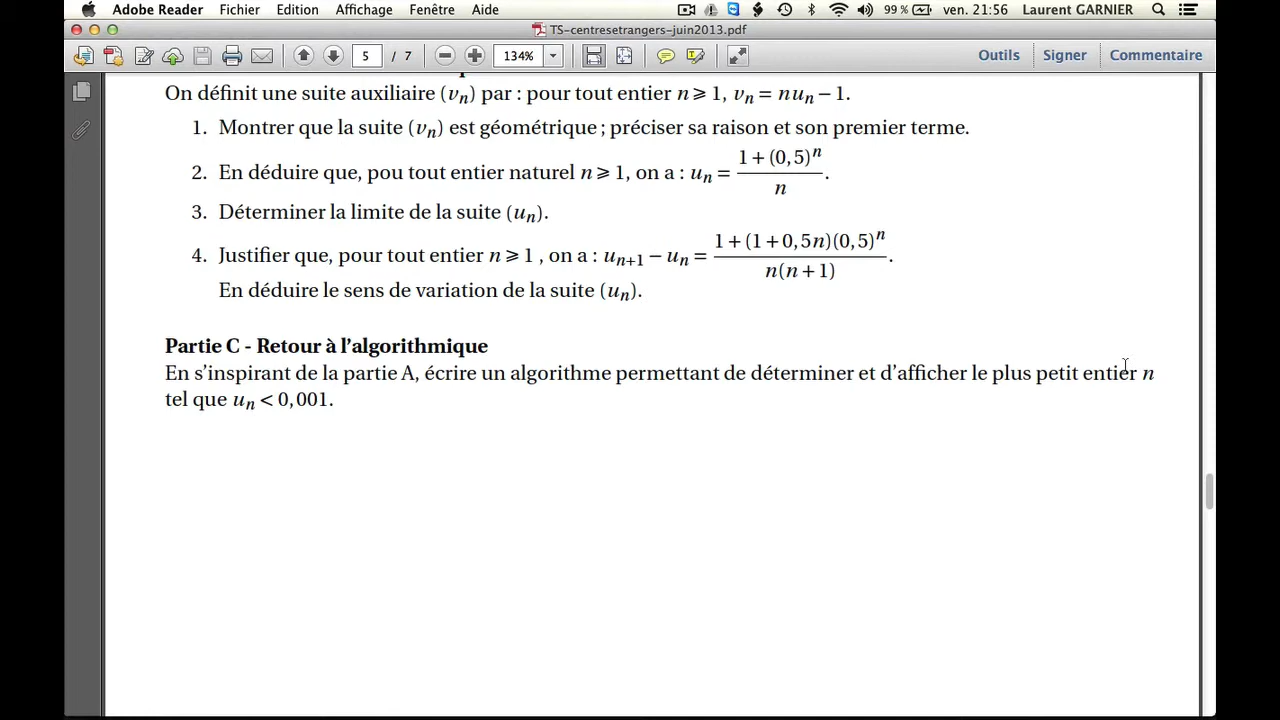 Adobe Reader Fichier Edition Affichage Fenêtre Aide 99 % ven. 21:56 Laurent GARNIER
TS-centresetrangers-juin2013.pdf
5 / 7 134% Outils Signer Commentaire
On définit une suite auxiliaire (vₙ) par : pour tout entier n ⩾ 1, vₙ = nuₙ − 1.
1. Montrer que la suite (vₙ) est géométrique ; préciser sa raison et son premier terme.
2. En déduire que, pou tout entier naturel n ⩾ 1, on a : uₙ = (1 + (0,5)ⁿ)/n.
3. Déterminer la limite de la suite (uₙ).
4. Justifier que, pour tout entier n ⩾ 1 , on a : uₙ₊₁ − uₙ = (1 + (1 + 0,5n)(0,5)ⁿ)/(n(n + 1)).
En déduire le sens de variation de la suite (uₙ).
Partie C - Retour à l’algorithmique
En s’inspirant de la partie A, écrire un algorithme permettant de déterminer et d’afficher le plus petit entier n
tel que uₙ < 0,001.